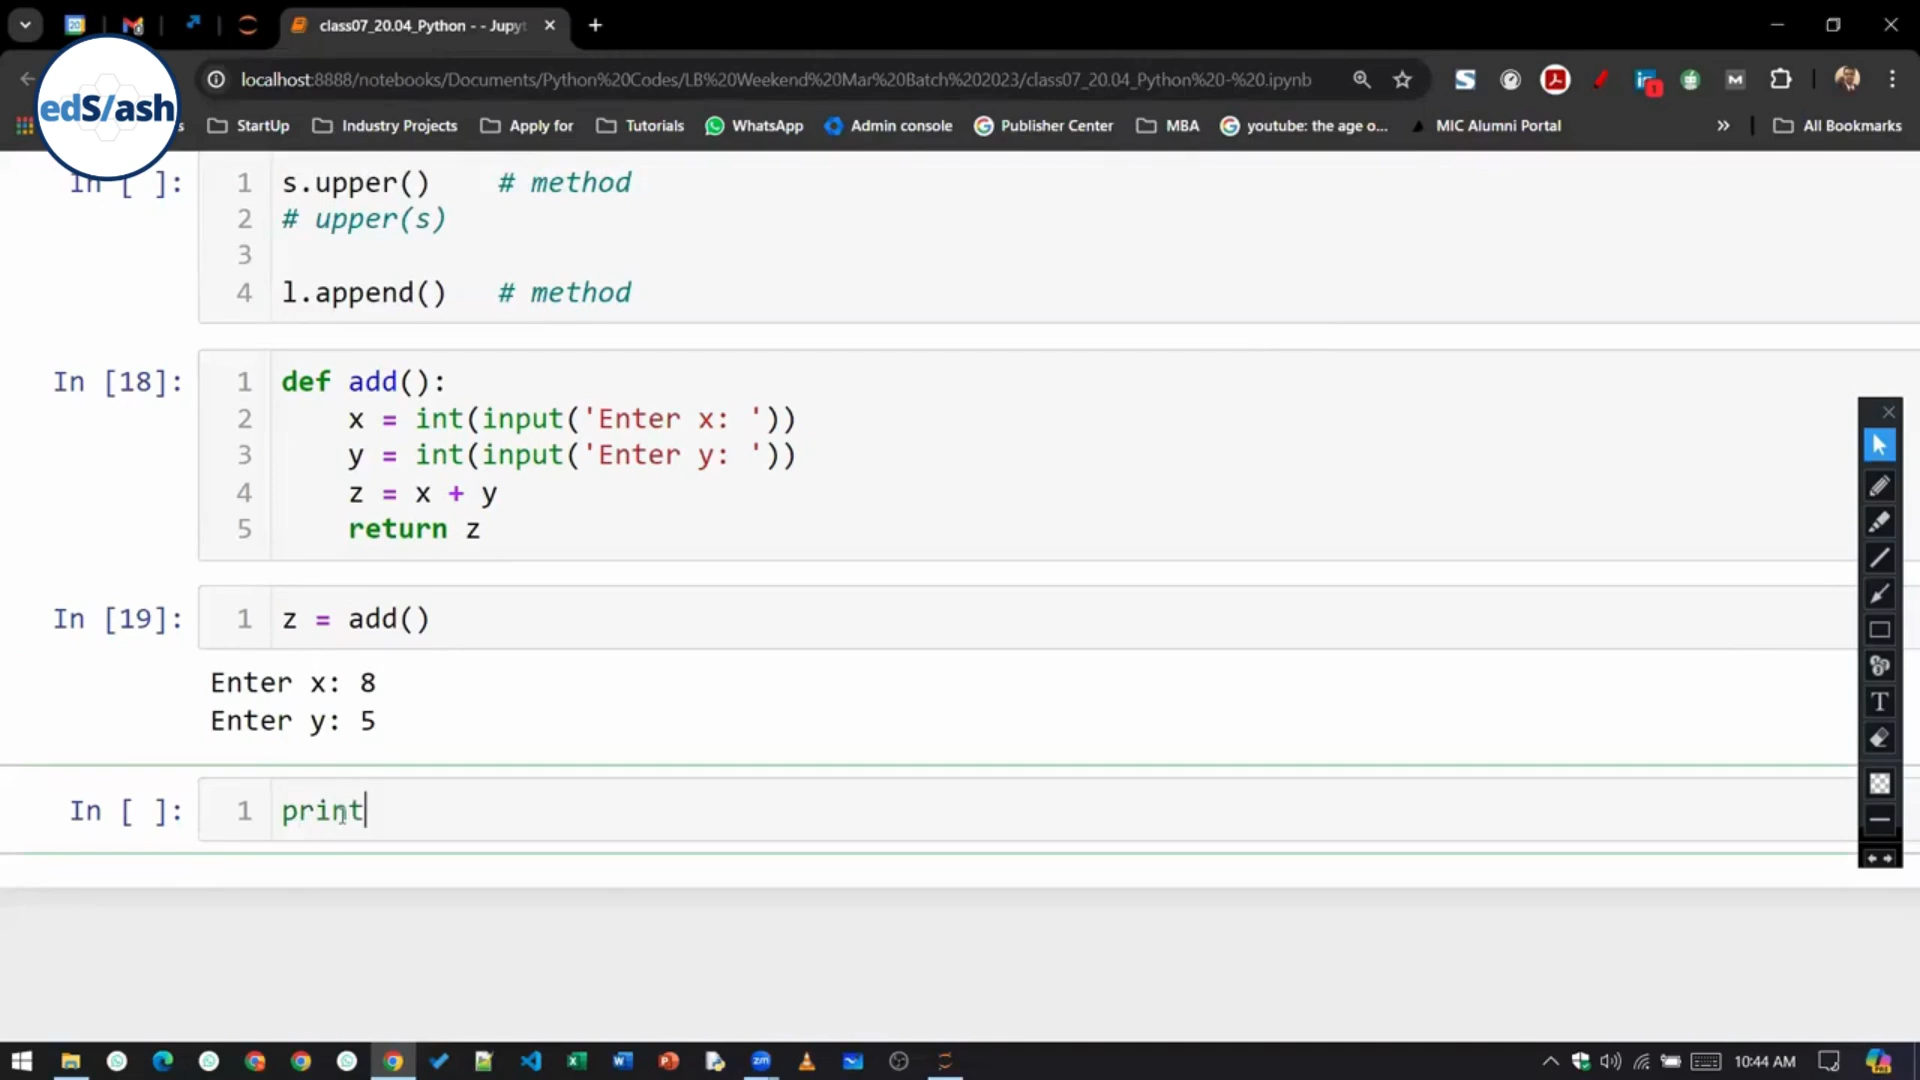 class07_20.04_Python - - Jupyt
localhost:8888/notebooks/Documents/Python%20Codes/LB%20Weekend%20Mar%20Batch%202023/class07_20.04_Python%20-%20.ipynb
edS/ash
s StartUp Industry Projects Apply for Tutorials WhatsApp Admin console Publisher Center MBA youtube: the age o... MIC Alumni Portal » All Bookmarks
In [ ]:
1 s.upper() # method
2 # upper(s)
3
4 l.append() # method
In [18]:
1 def add():
2 x = int(input('Enter x: '))
3 y = int(input('Enter y: '))
4 z = x + y
5 return z
In [19]:
1 z = add()
Enter x: 8
Enter y: 5
In [ ]:
1 print
T
zm
10:44 AM